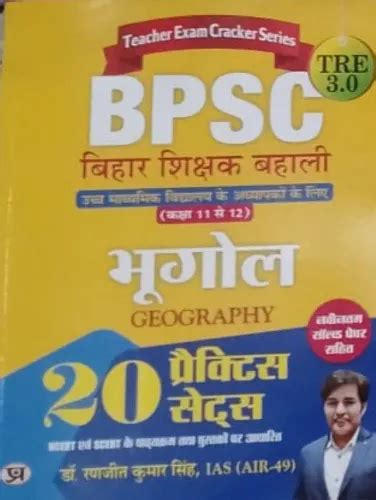 Teacher Exam Cracker Series
TRE
3.0
BPSC
बिहार शिक्षक बहाली
उच्च माध्यमिक विद्यालय के अध्यापकों के लिए
(कक्षा 11 से 12)
भूगोल
GEOGRAPHY
नवीनतम
सॉल्वड पेपर
सहित
20 प्रैक्टिस
सेट्स
NCERT एवं SCERT के पाठ्यक्रम तथा पुस्तकों पर आधारित
प्र
डॉ. रणजीत कुमार सिंह, IAS (AIR-49)